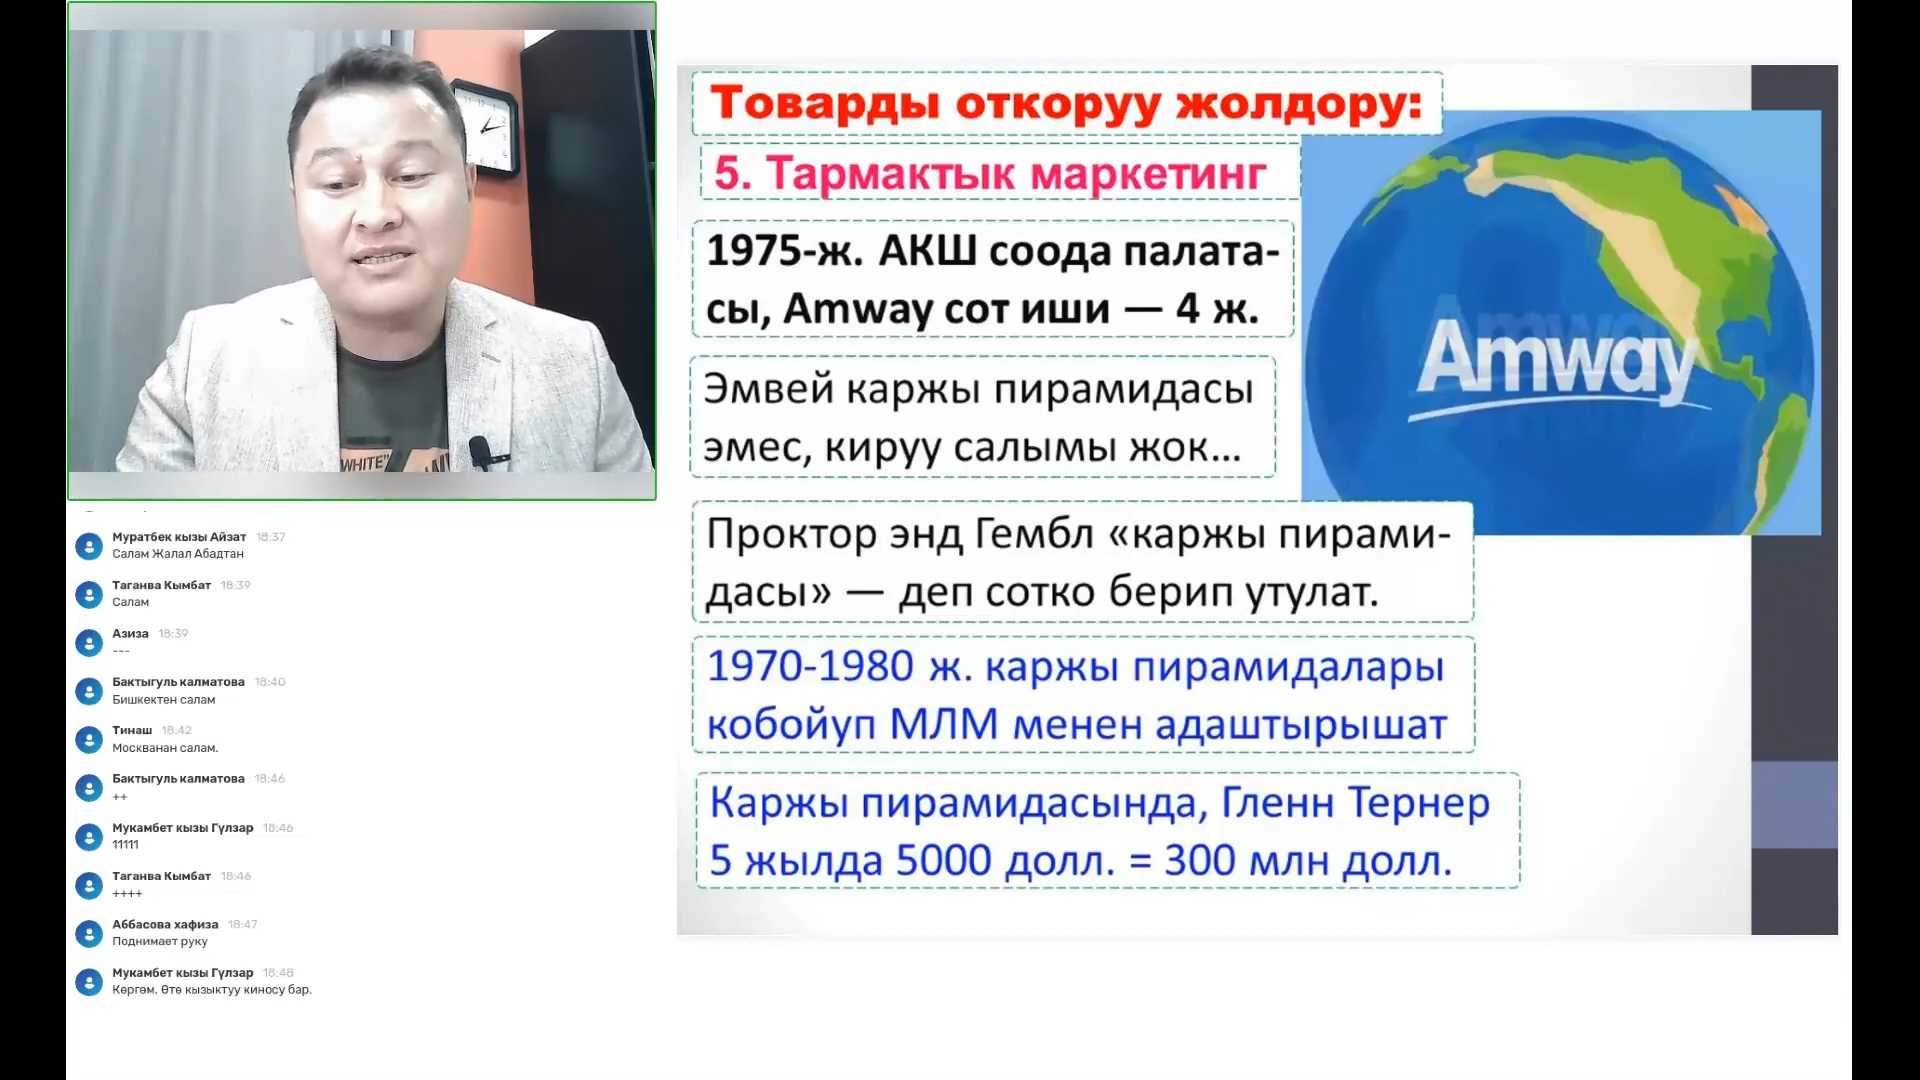 WHITE"
Муратбек кызы Айзат 18:37
Салам Жалал Абадтан
Таганва Кымбат 18:39
Салам
Азиза 18:39
---
Бактыгуль калматова 18:40
Бишкектен салам
Тинаш 18:42
Москванан салам.
Бактыгуль калматова 18:46
++
Мукамбет кызы Гүлзар 18:46
11111
Таганва Кымбат 18:46
++++
Аббасова хафиза 18:47
Поднимает руку
Мукамбет кызы Гүлзар 18:48
Көргөм. Өтө кызыктуу киносу бар.
Товарды откоруу жолдору:
5. Тармактык маркетинг
1975-ж. АКШ соода палата-
сы, Amway сот иши — 4 ж.
Эмвей каржы пирамидасы
эмес, кируу салымы жок...
Amway
Проктор энд Гембл «каржы пирами-
дасы» — деп сотко берип утулат.
1970-1980 ж. каржы пирамидалары
кобойуп МЛМ менен адаштырышат
Каржы пирамидасында, Гленн Тернер
5 жылда 5000 долл. = 300 млн долл.